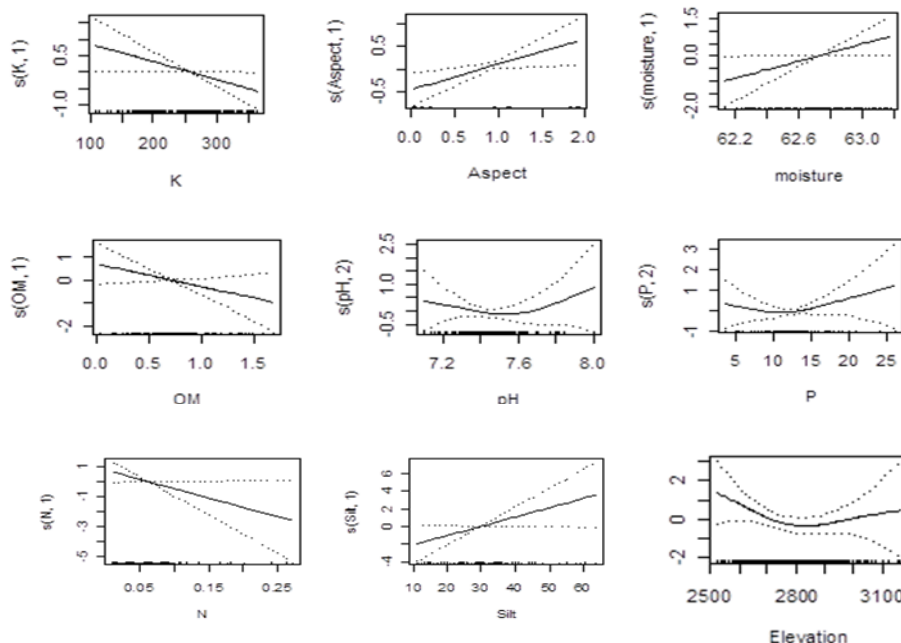 s(K, 1)
0.5
-1.0
100 200 300
K
s(Aspect, 1)
0.5
-0.5
0.0 0.5 1.0 1.5 2.0
Aspect
s(moisture, 1)
1.5
0.0
-2.0
62.2 62.6 63.0
moisture
s(OM, 1)
1
0
-2
0.0 0.5 1.0 1.5
OM
s(pH, 2)
2.5
1.0
-0.5
7.2 7.6 8.0
pH
s(P, 2)
3
2
1
-1
5 10 15 20 25
P
s(N, 1)
1
-1
-3
-5
0.05 0.15 0.25
N
s(Silt, 1)
6
4
2
0
-4
10 20 30 40 50 60
Silt
2
0
-2
2500 2800 3100
Elevation